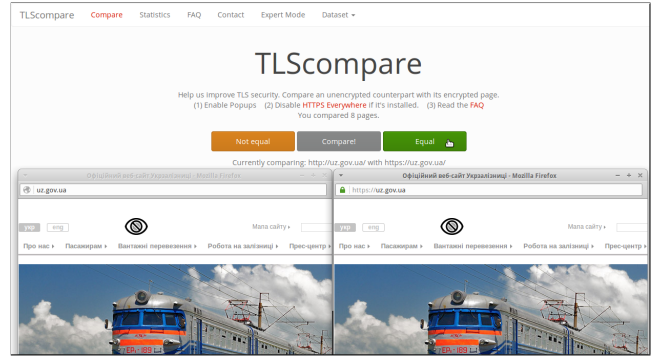 TLScompare Compare Statistics FAQ Contact Expert Mode Dataset
TLScompare
Help us improve TLS security. Compare an unencrypted counterpart with its encrypted page.
(1) Enable Popups (2) Disable HTTPS Everywhere if it's installed. (3) Read the FAQ
You compared 8 pages.
Not equal Compare! Equal
Currently comparing: http://uz.gov.ua/ with https://uz.gov.ua/
Офіційний веб-сайт Укрзалізниці - Mozilla Firefox
uz.gov.ua
укр eng Мапа сайту
Про нас Пасажирам Вантажні перевезення Робота на залізниці Прес-центр
Офіційний веб-сайт Укрзалізниці - Mozilla Firefox
https://uz.gov.ua
укр eng Мапа сайту
Про нас Пасажирам Вантажні перевезення Робота на залізниці Прес-центр